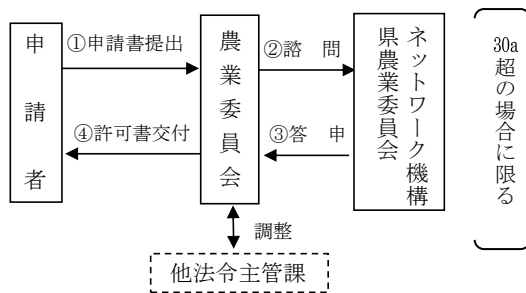 申請者
①申請書提出
④許可書交付
農業委員会
②諮　問
③答　申
県農業委員会
ネットワーク機構
30a超の場合に限る
調整
他法令主管課